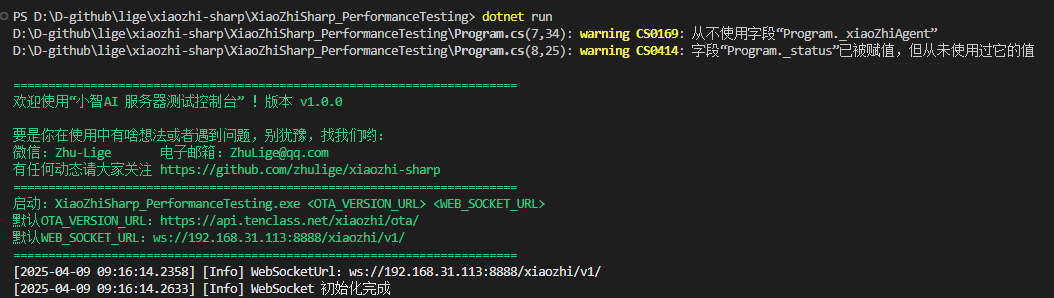 PS D:\D-github\lige\xiaozhi-sharp\XiaoZhiSharp_PerformanceTesting> dotnet run
D:\D-github\lige\xiaozhi-sharp\XiaoZhiSharp_PerformanceTesting\Program.cs(7,34): warning CS0169: 从不使用字段“Program._xiaoZhiAgent”
D:\D-github\lige\xiaozhi-sharp\XiaoZhiSharp_PerformanceTesting\Program.cs(8,25): warning CS0414: 字段“Program._status”已被赋值，但从未使用过它的值
========================================================================
欢迎使用“小智AI 服务器测试控制台” ！版本 v1.0.0
要是你在使用中有啥想法或者遇到问题，别犹豫，找我们哟：
微信：Zhu-Lige 电子邮箱：ZhuLige@qq.com
有任何动态请大家关注 https://github.com/zhulige/xiaozhi-sharp
========================================================================
启动：XiaoZhiSharp_PerformanceTesting.exe <OTA_VERSION_URL> <WEB_SOCKET_URL>
默认OTA_VERSION_URL：https://api.tenclass.net/xiaozhi/ota/
默认WEB_SOCKET_URL：ws://192.168.31.113:8888/xiaozhi/v1/
========================================================================
[2025-04-09 09:16:14.2358] [Info] WebSocketUrl：ws://192.168.31.113:8888/xiaozhi/v1/
[2025-04-09 09:16:14.2633] [Info] WebSocket 初始化完成